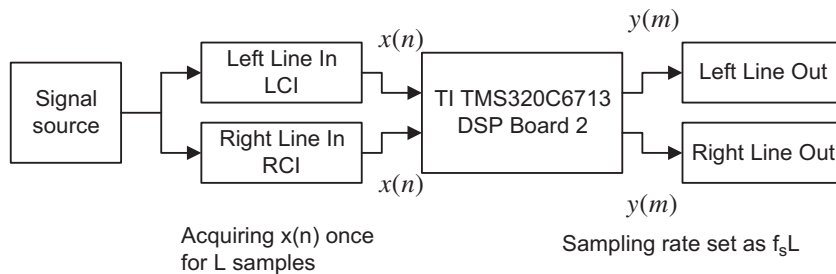 x(n)
y(m)
Signal
source
Left Line In
LCI
Right Line In
RCI
x(n)
TI TMS320C6713
DSP Board 2
Left Line Out
Right Line Out
y(m)
Acquiring x(n) once
for L samples
Sampling rate set as fₛL